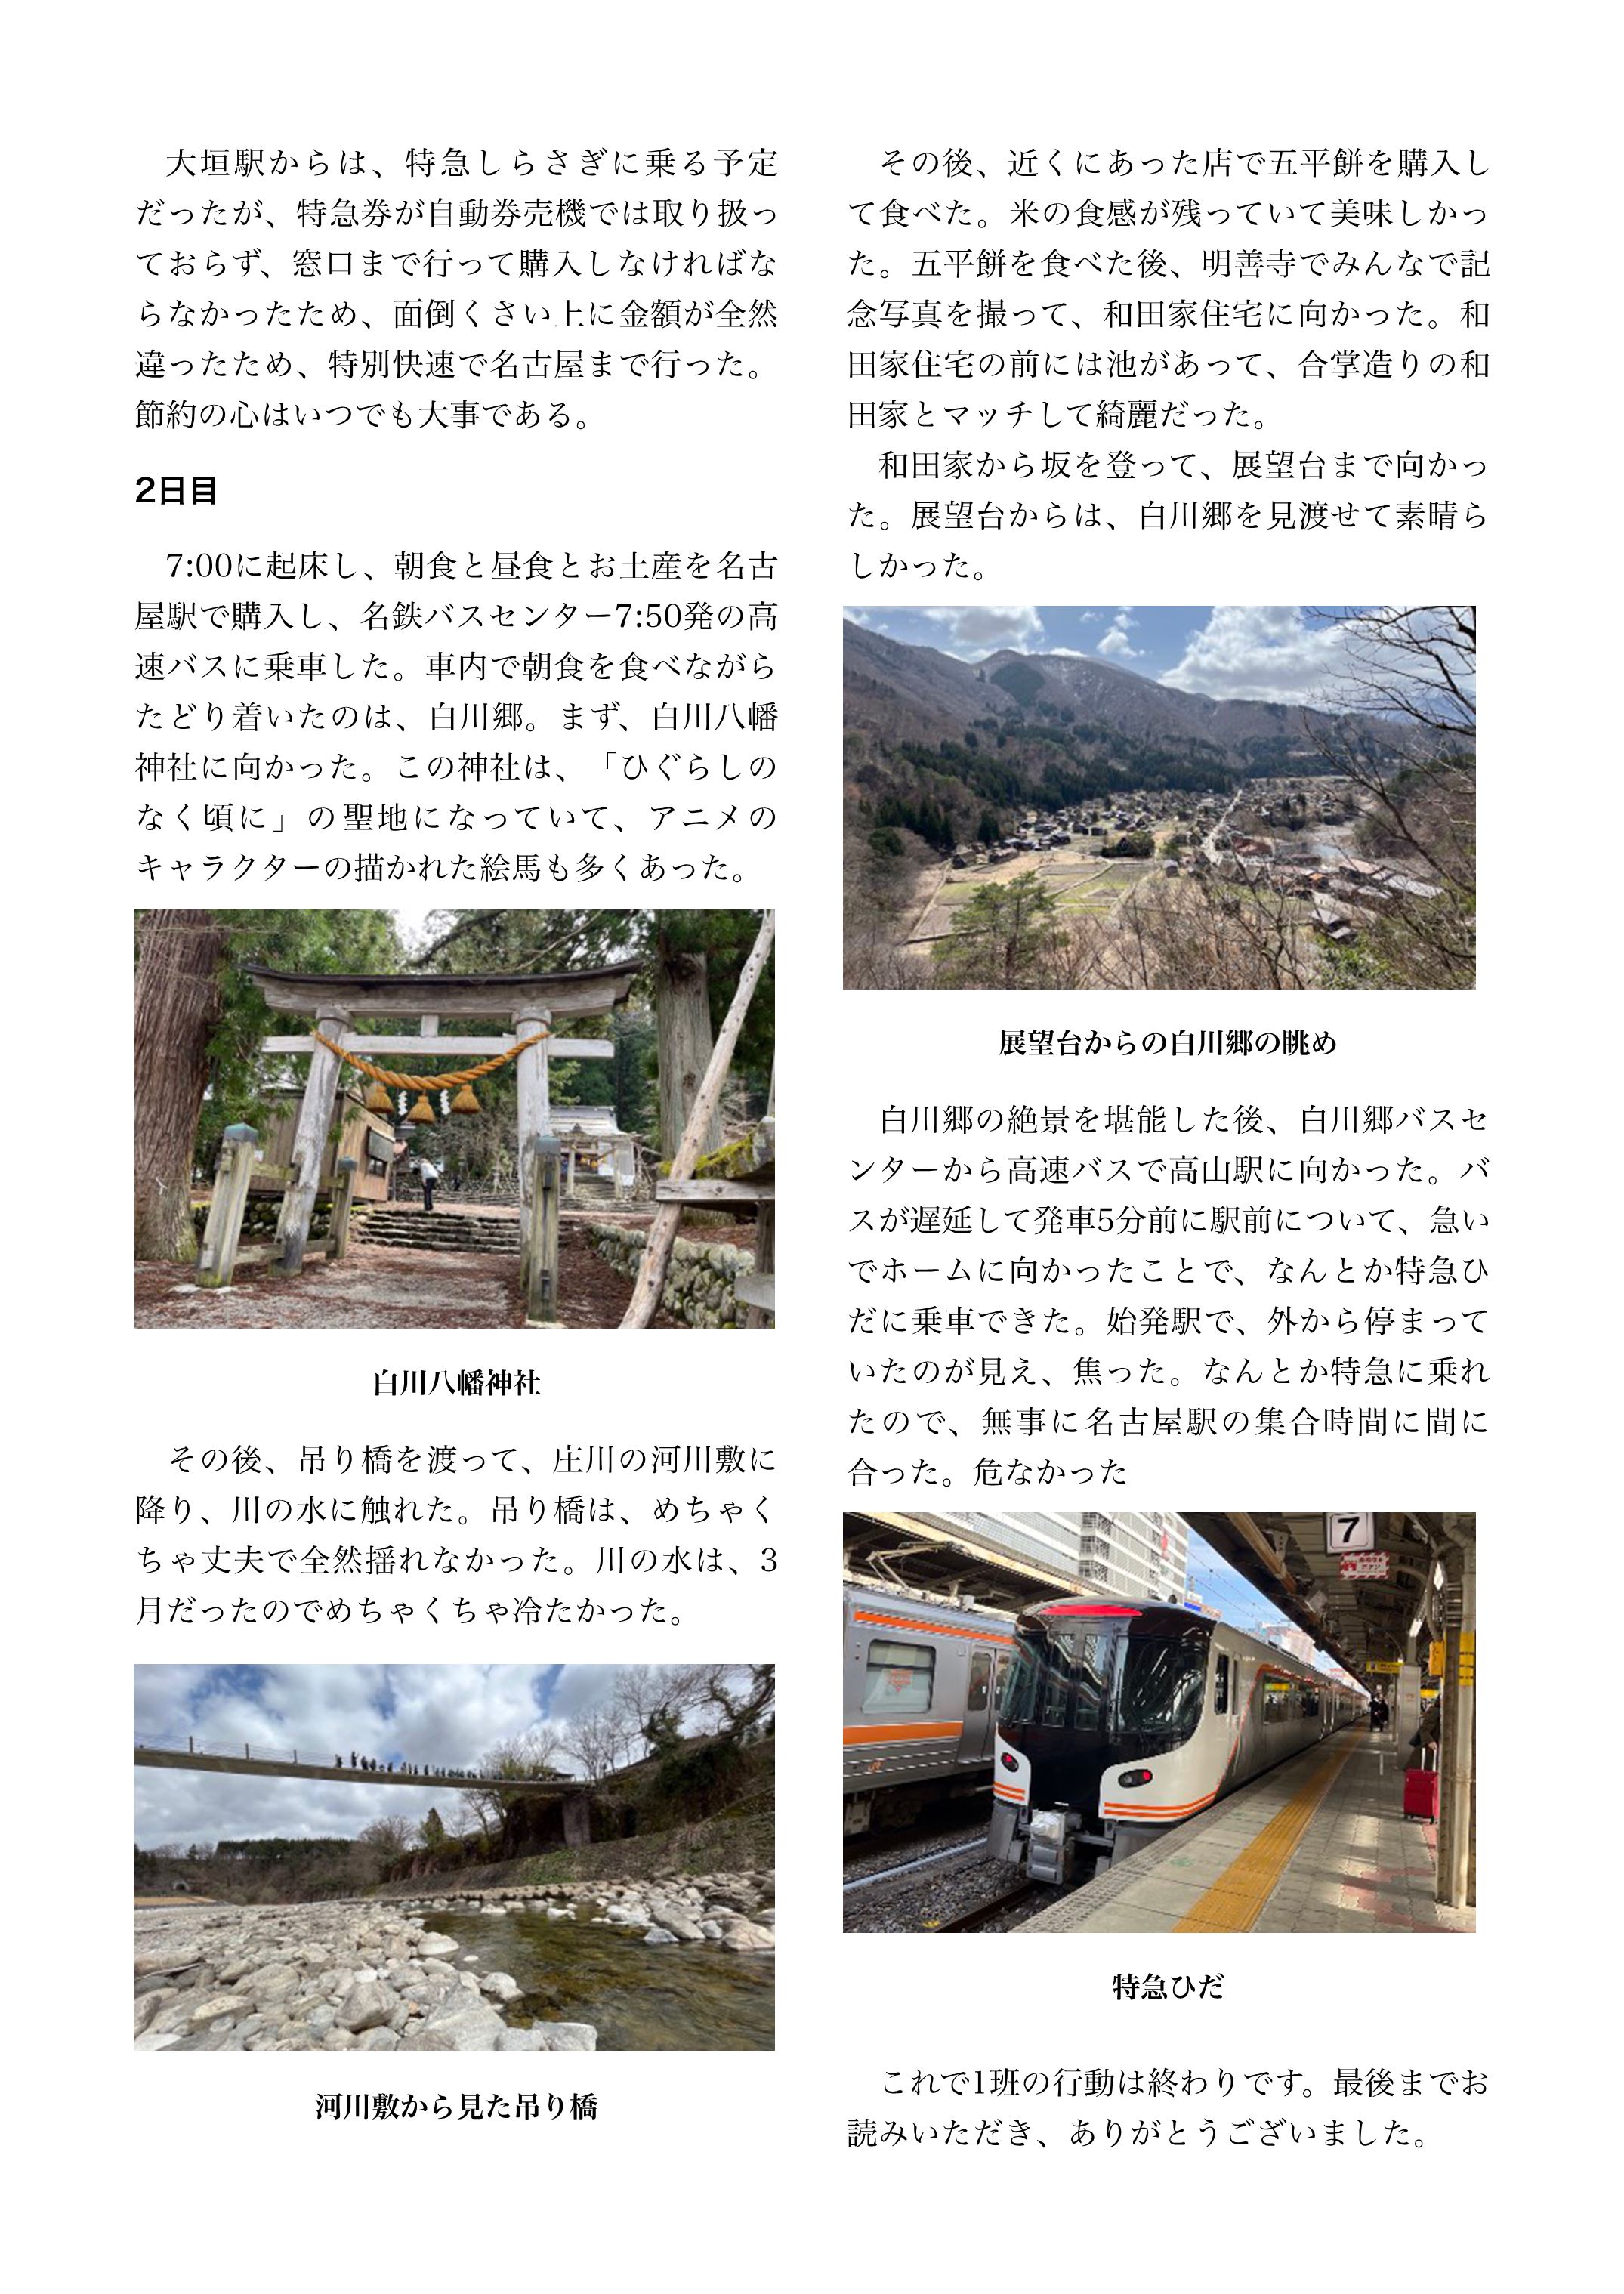 大垣駅からは、特急しらさぎに乗る予定
だったが、特急券が自動券売機では取り扱っ
ておらず、窓口まで行って購入しなければな
らなかったため、面倒くさい上に金額が全然
違ったため、特別快速で名古屋まで行った。
節約の心はいつでも大事である。
2日目
7:00に起床し、朝食と昼食とお土産を名古
屋駅で購入し、名鉄バスセンター7:50発の高
速バスに乗車した。車内で朝食を食べながら
たどり着いたのは、白川郷。まず、白川八幡
神社に向かった。この神社は、「ひぐらしの
なく頃に」の聖地になっていて、アニメの
キャラクターの描かれた絵馬も多くあった。
白川八幡神社
その後、吊り橋を渡って、庄川の河川敷に
降り、川の水に触れた。吊り橋は、めちゃく
ちゃ丈夫で全然揺れなかった。川の水は、3
月だったのでめちゃくちゃ冷たかった。
河川敷から見た吊り橋
その後、近くにあった店で五平餅を購入し
て食べた。米の食感が残っていて美味しかっ
た。五平餅を食べた後、明善寺でみんなで記
念写真を撮って、和田家住宅に向かった。和
田家住宅の前には池があって、合掌造りの和
田家とマッチして綺麗だった。
和田家から坂を登って、展望台まで向かっ
た。展望台からは、白川郷を見渡せて素晴ら
しかった。
展望台からの白川郷の眺め
白川郷の絶景を堪能した後、白川郷バスセ
ンターから高速バスで高山駅に向かった。バ
スが遅延して発車5分前に駅前について、急い
でホームに向かったことで、なんとか特急ひ
だに乗車できた。始発駅で、外から停まって
いたのが見え、焦った。なんとか特急に乗れ
たので、無事に名古屋駅の集合時間に間に
合った。危なかった
7
特急ひだ
これで1班の行動は終わりです。最後までお
読みいただき、ありがとうございました。